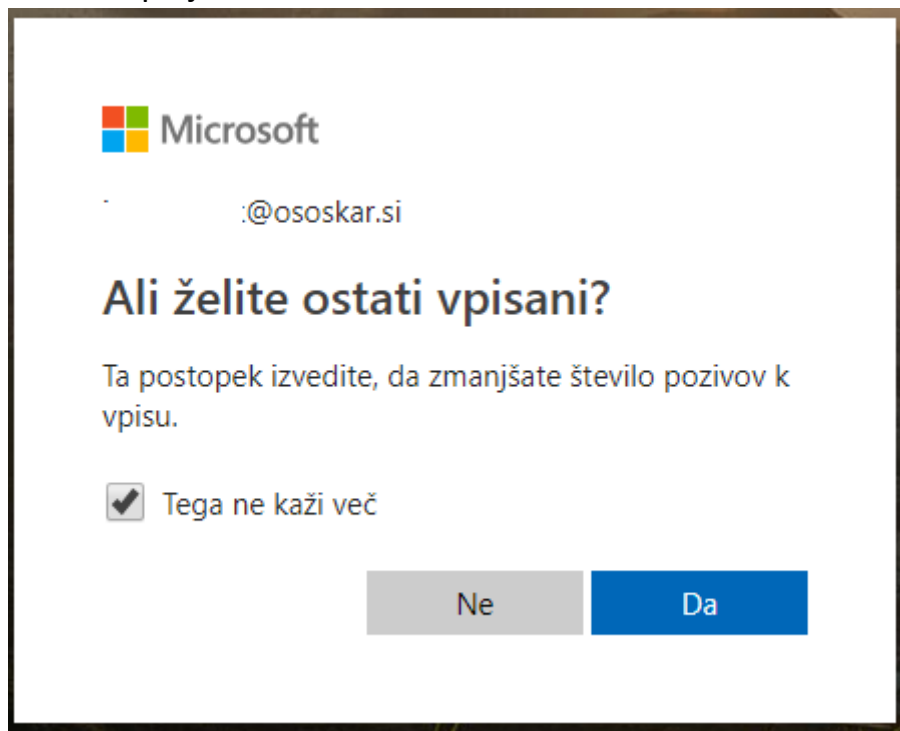 Microsoft
:@ososkar.si
Ali želite ostati vpisani?
Ta postopek izvedite, da zmanjšate število pozivov k
vpisu.
Tega ne kaži več
Ne
Da